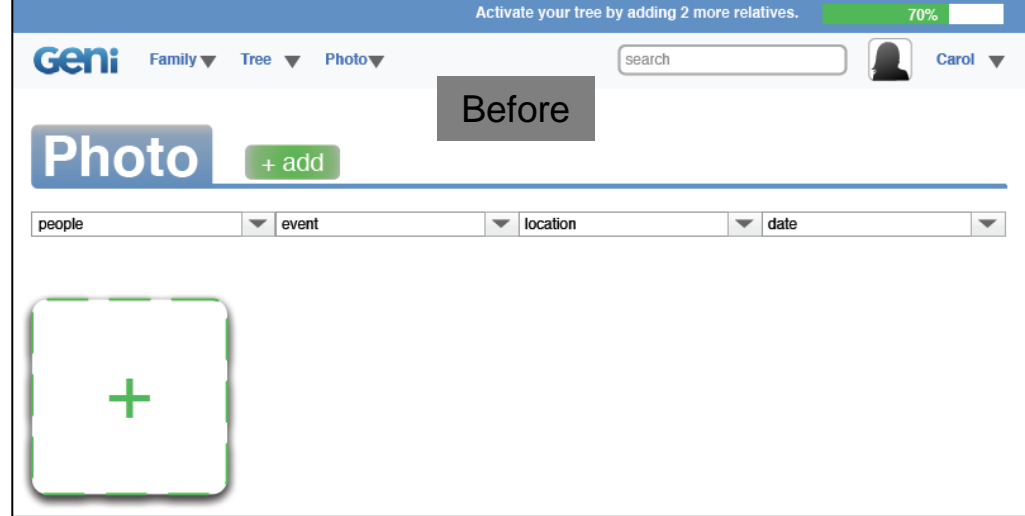 Activate your tree by adding 2 more relatives. 70%
Geni Family Tree Photo search Carol
Before
Photo + add
people event location date
+